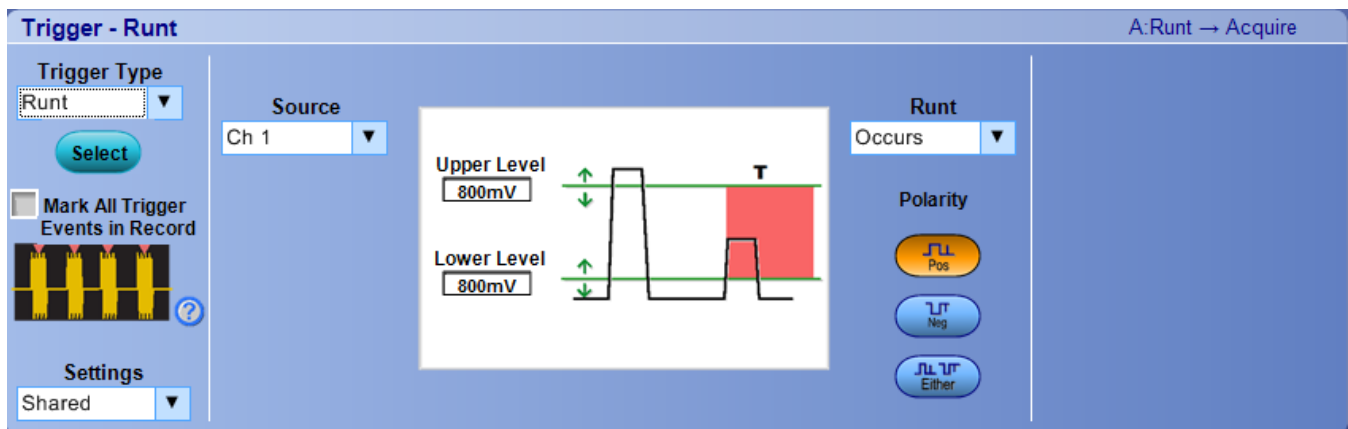 Trigger - Runt
A:Runt → Acquire
Trigger Type
Runt
Select
Mark All Trigger
Events in Record
?
Settings
Shared
Source
Ch 1
Upper Level
800mV
Lower Level
800mV
T
Runt
Occurs
Polarity
Pos
Neg
Either